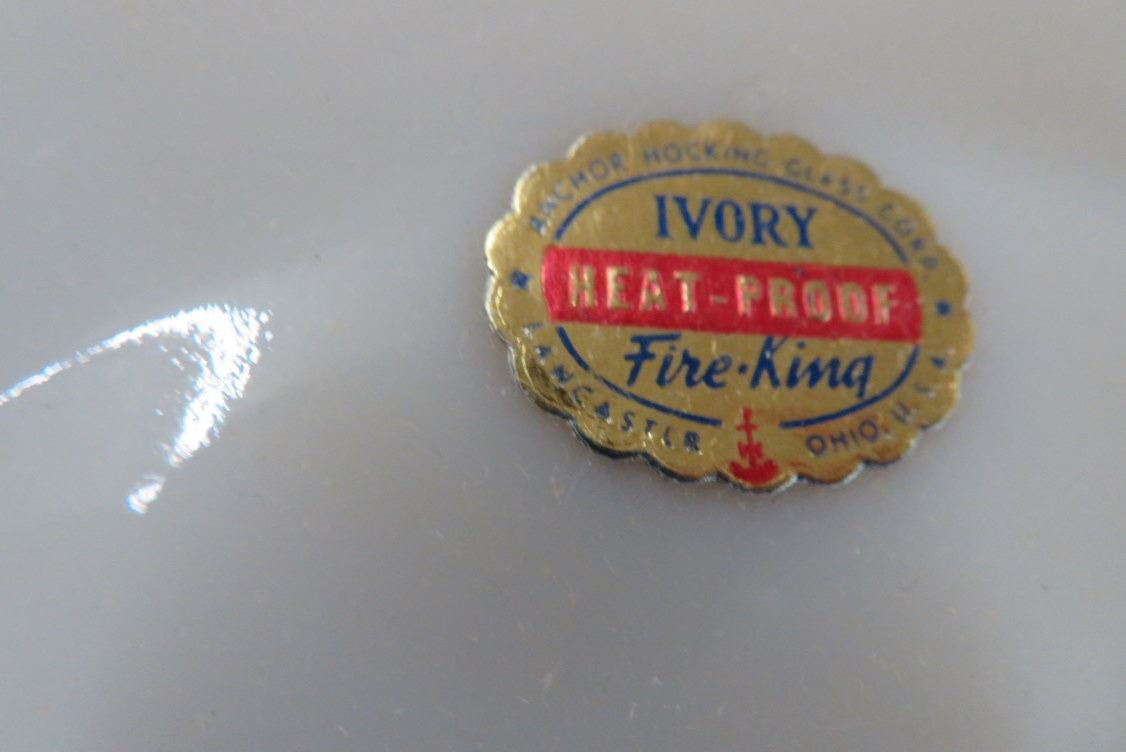 ANCHOR HOCKING GLASS CORP.
IVORY
HEAT-PROOF
Fire-King
LANCASTER OHIO, U.S.A.